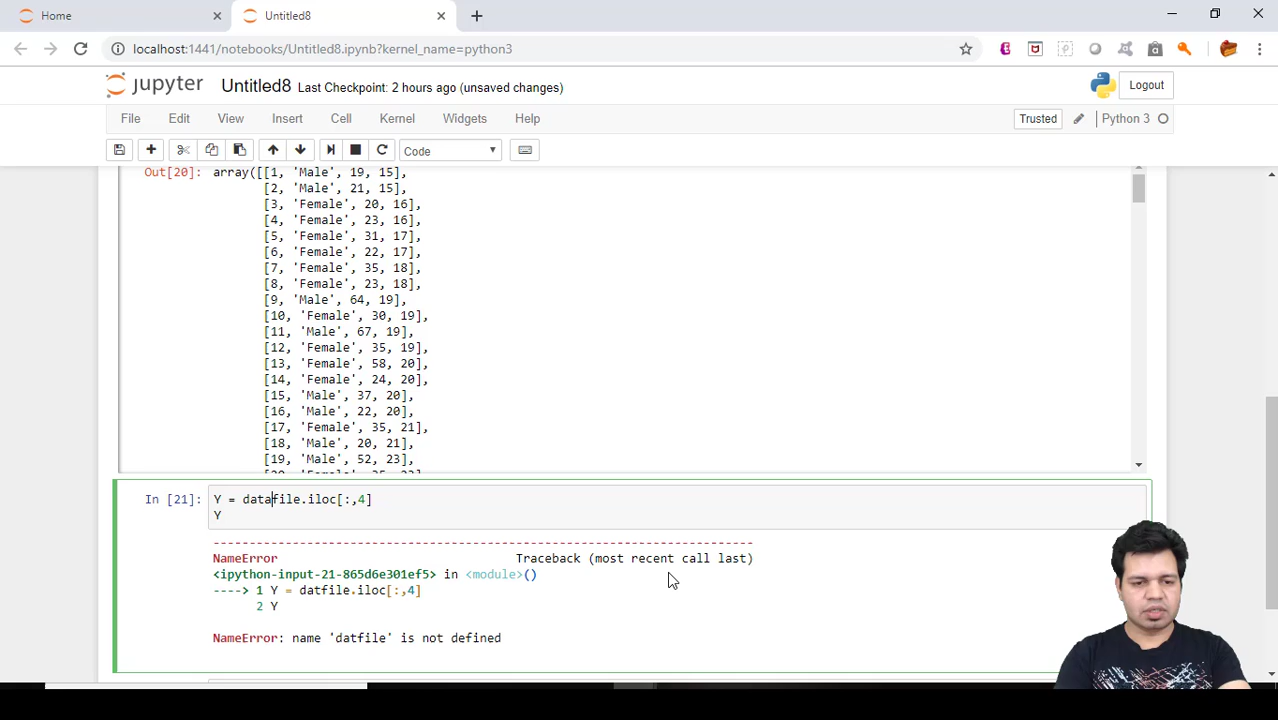 Home
Untitled8
localhost:1441/notebooks/Untitled8.ipynb?kernel_name=python3
jupyter Untitled8 Last Checkpoint: 2 hours ago (unsaved changes)
Logout
File Edit View Insert Cell Kernel Widgets Help
Trusted
Python 3
Code
Out[20]: array([[1, 'Male', 19, 15],
[2, 'Male', 21, 15],
[3, 'Female', 20, 16],
[4, 'Female', 23, 16],
[5, 'Female', 31, 17],
[6, 'Female', 22, 17],
[7, 'Female', 35, 18],
[8, 'Female', 23, 18],
[9, 'Male', 64, 19],
[10, 'Female', 30, 19],
[11, 'Male', 67, 19],
[12, 'Female', 35, 19],
[13, 'Female', 58, 20],
[14, 'Female', 24, 20],
[15, 'Male', 37, 20],
[16, 'Male', 22, 20],
[17, 'Female', 35, 21],
[18, 'Male', 20, 21],
[19, 'Male', 52, 23],
In [21]: Y = datafile.iloc[:,4]
Y
---------------------------------------------------------------------------
NameError Traceback (most recent call last)
<ipython-input-21-865d6e301ef5> in <module>()
----> 1 Y = datfile.iloc[:,4]
2 Y
NameError: name 'datfile' is not defined